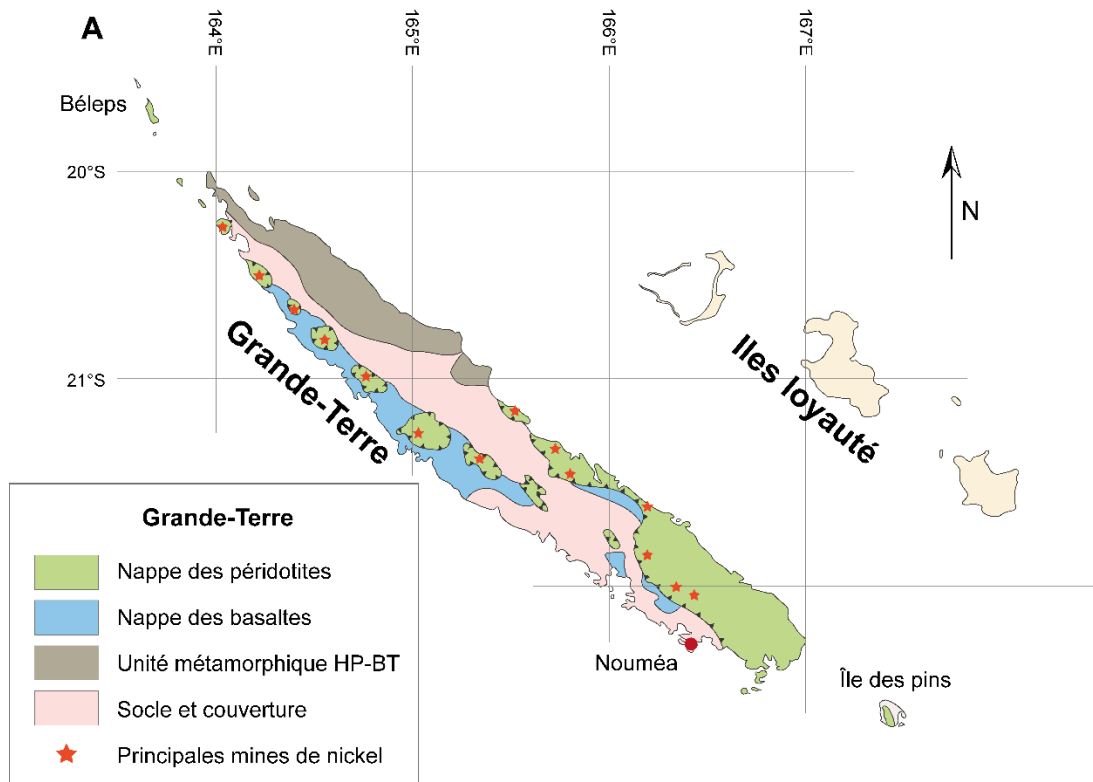 A
164°E
165°E
166°E
167°E
Béleps
20°S
N
21°S
Grande-Terre
Iles loyauté
Nouméa
Île des pins
Grande-Terre
Nappe des péridotites
Nappe des basaltes
Unité métamorphique HP-BT
Socle et couverture
Principales mines de nickel